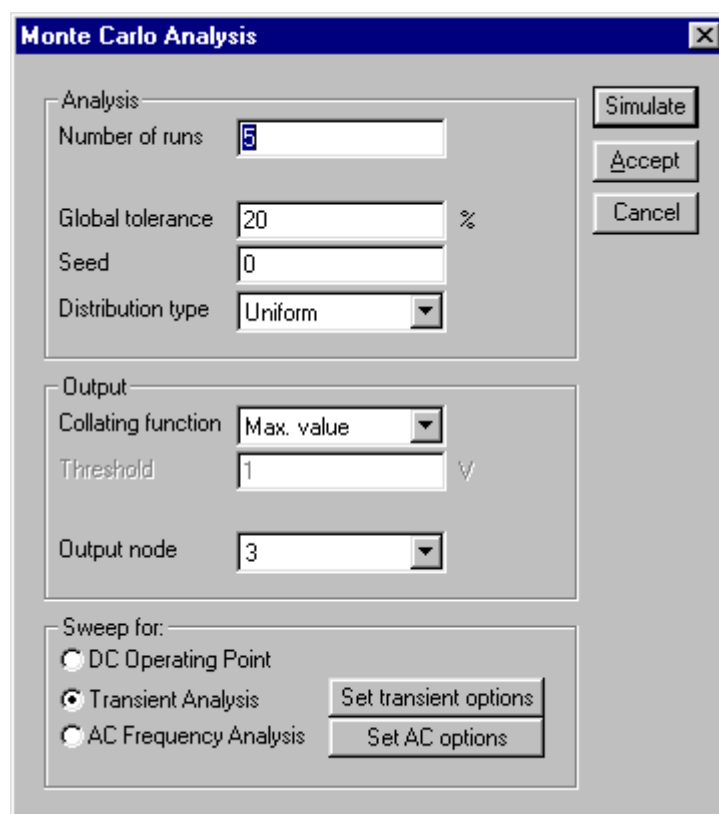 Monte Carlo Analysis
Analysis
Number of runs 5
Global tolerance 20 %
Seed 0
Distribution type Uniform
Simulate
Accept
Cancel
Output
Collating function Max. value
Threshold 1 V
Output node 3
Sweep for:
DC Operating Point
Transient Analysis Set transient options
AC Frequency Analysis Set AC options